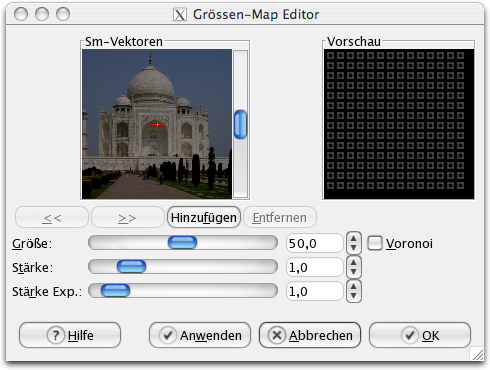 Grössen-Map Editor
Sm-Vektoren
Vorschau
<< >> Hinzufügen Entfernen
Größe: 50,0 Voronoi
Stärke: 1,0
Stärke Exp.: 1,0
Hilfe Anwenden Abbrechen OK